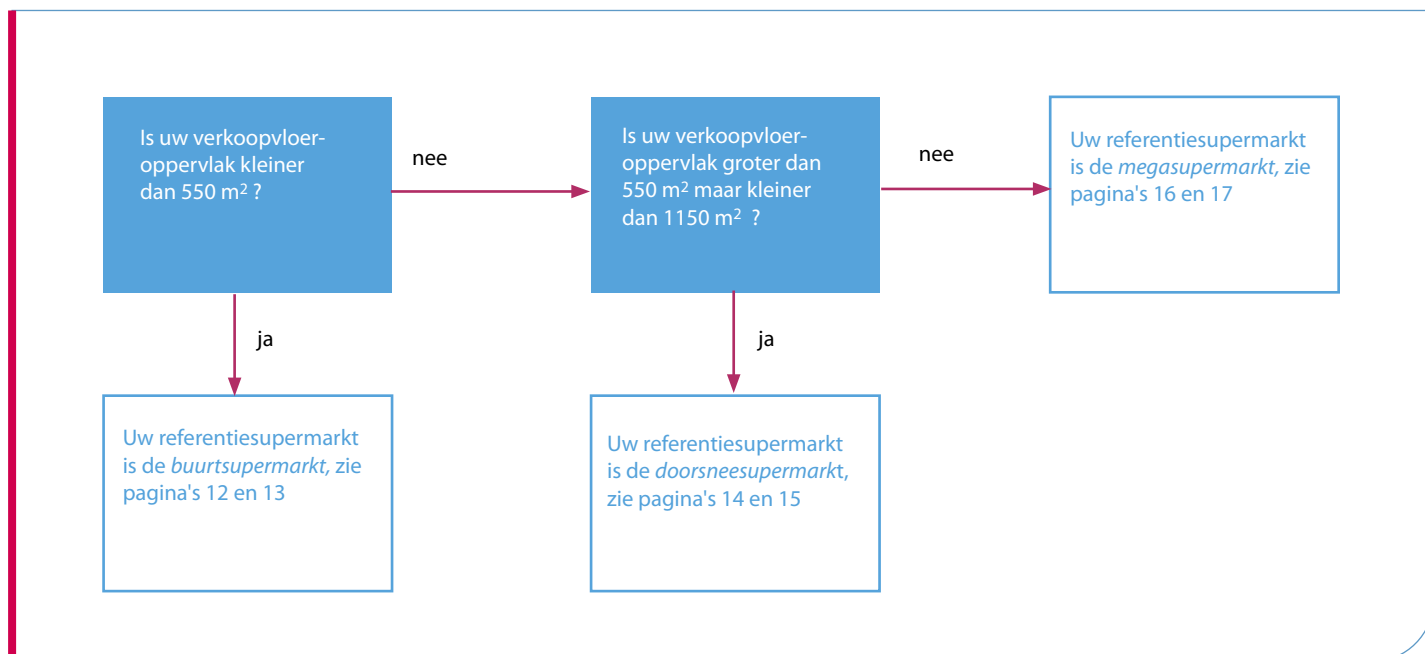 Is uw verkoopvloer-
oppervlak kleiner
dan 550 m² ?
nee
Is uw verkoopvloer-
oppervlak groter dan
550 m² maar kleiner
dan 1150 m² ?
nee
Uw referentiesupermarkt
is de megasupermarkt, zie
pagina's 16 en 17
ja
ja
Uw referentiesupermarkt
is de buurtsupermarkt, zie
pagina's 12 en 13
Uw referentiesupermarkt
is de doorsneesupermarkt,
zie pagina's 14 en 15